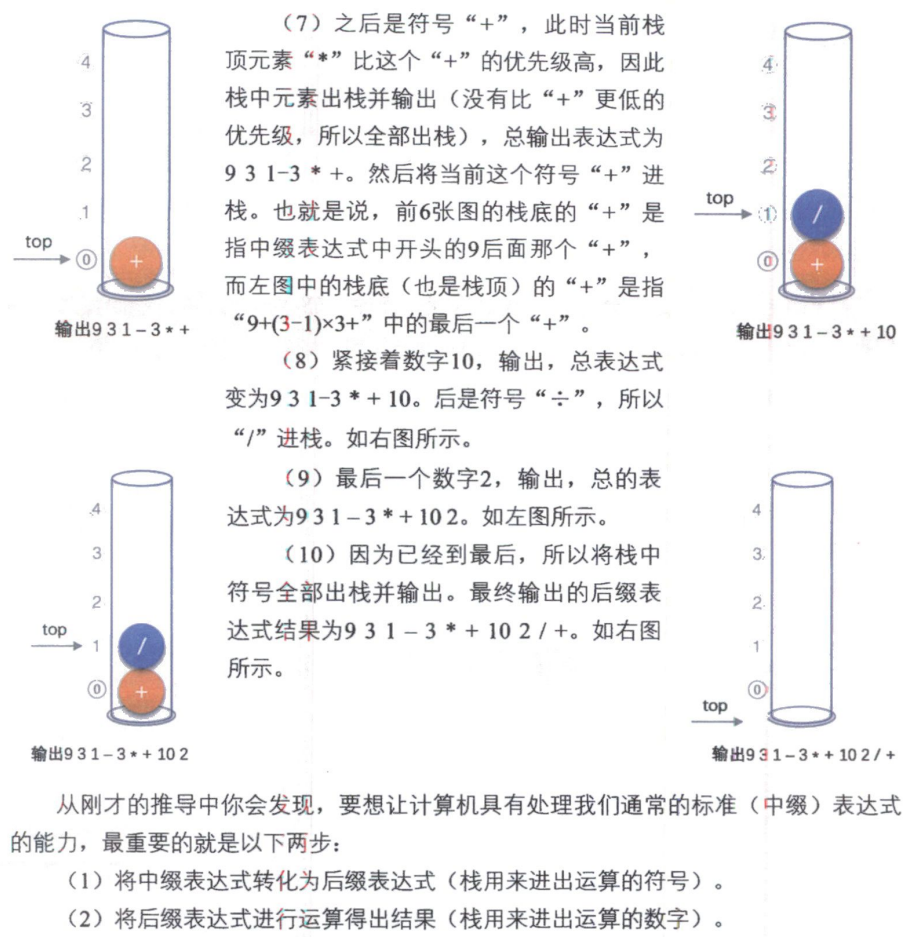 （7）之后是符号“+”，此时当前栈
顶元素“*”比这个“+”的优先级高，因此
栈中元素出栈并输出（没有比“+”更低的
优先级，所以全部出栈），总输出表达式为
9 3 1-3 * +。然后将当前这个符号“+”进
栈。也就是说，前6张图的栈底的“+”是
指中缀表达式中开头的9后面那个“+”，
而左图中的栈底（也是栈顶）的“+”是指
“9+(3-1)×3+”中的最后一个“+”。
4
3
2
1
top
0
+
输出9 3 1 – 3 * +
4
3
2
top
1
/
0
+
输出9 3 1 – 3 * + 10
（8）紧接着数字10，输出，总表达式
变为9 3 1-3 * + 10。后是符号“÷”，所以
“/”进栈。如右图所示。
（9）最后一个数字2，输出，总的表
达式为9 3 1 – 3 * + 10 2。如左图所示。
（10）因为已经到最后，所以将栈中
符号全部出栈并输出。最终输出的后缀表
达式结果为9 3 1 – 3 * + 10 2 / +。如右图
所示。
4
3
2
top
1
/
0
+
输出9 3 1 – 3 * + 10 2
4
3
2
1
0
top
输出9 3 1 – 3 * + 10 2 / +
从刚才的推导中你会发现，要想让计算机具有处理我们通常的标准（中缀）表达式
的能力，最重要的就是以下两步：
（1）将中缀表达式转化为后缀表达式（栈用来进出运算的符号）。
（2）将后缀表达式进行运算得出结果（栈用来进出运算的数字）。